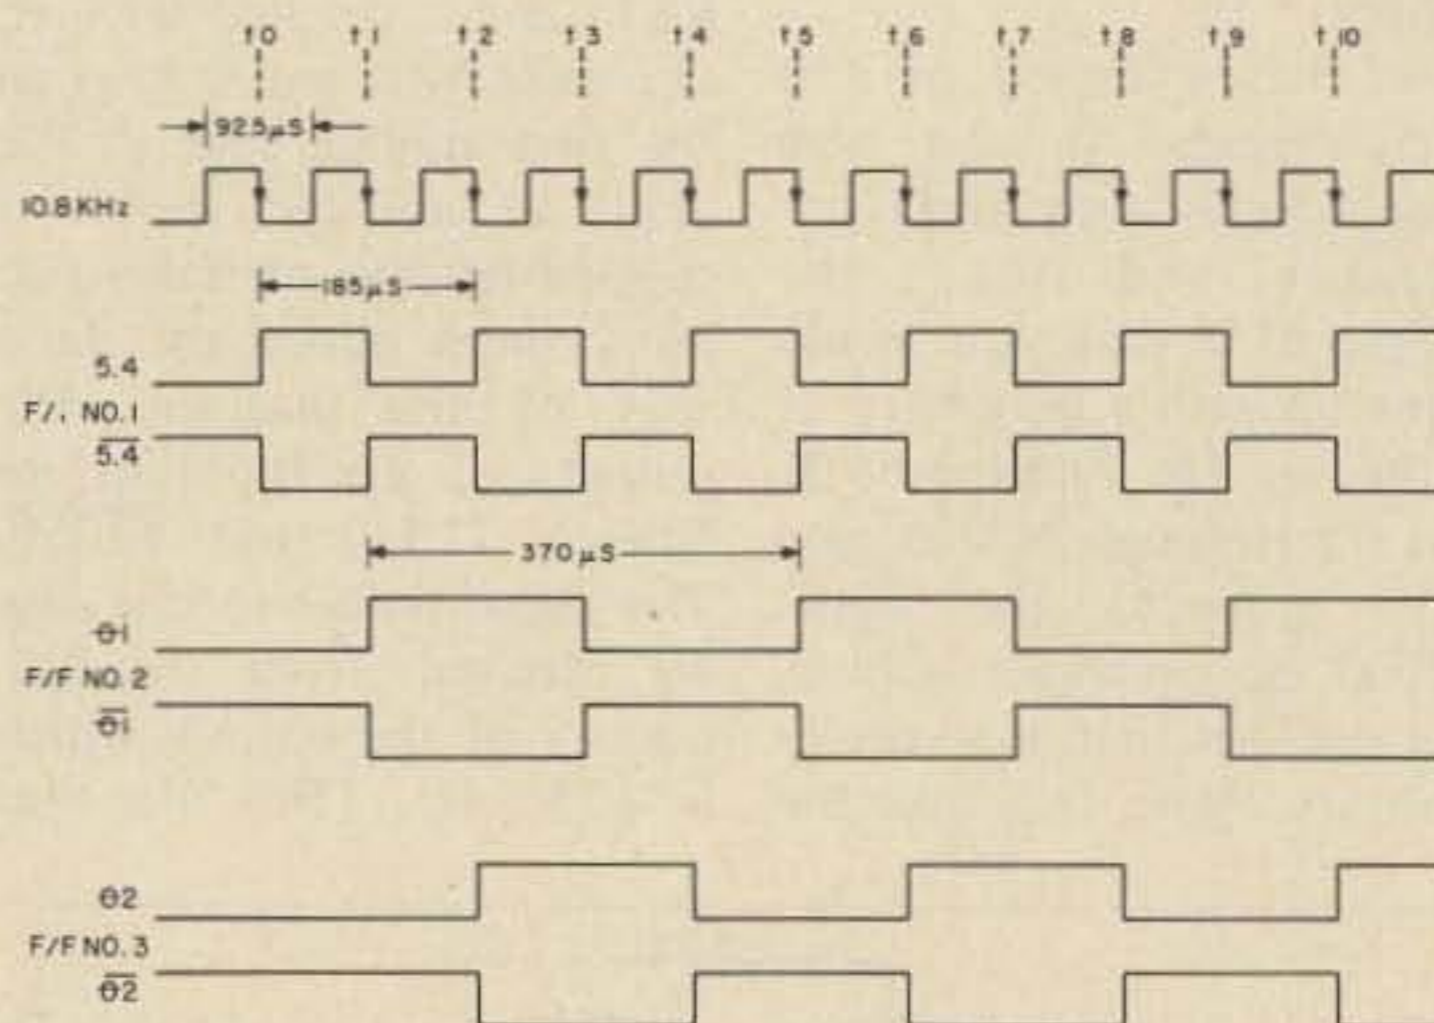 t0 t1 t2 t3 t4 t5 t6 t7 t8 t9 t10
92.5µS
10.8KHz
185µS
5.4
F/. NO.1
5.4
370µS
Θ1
F/F NO.2
Θ1
Θ2
F/F NO.3
Θ2